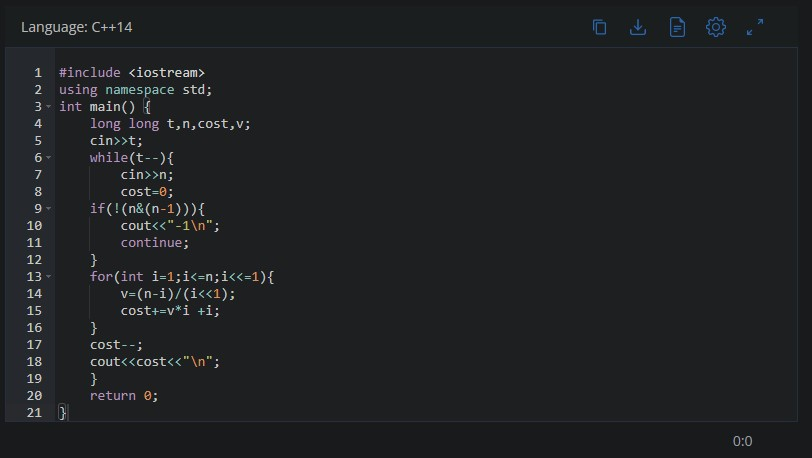 Language: C++14
1 #include <iostream>
2 using namespace std;
3 int main() {
4 long long t,n,cost,v;
5 cin>>t;
6 while(t--){
7 cin>>n;
8 cost=0;
9 if(!(n&(n-1))){
10 cout<<"-1\n";
11 continue;
12 }
13 for(int i=1;i<=n;i<<=1){
14 v=(n-i)/(i<<1);
15 cost+=v*i +i;
16 }
17 cost--;
18 cout<<cost<<"\n";
19 }
20 return 0;
21 }
0:0